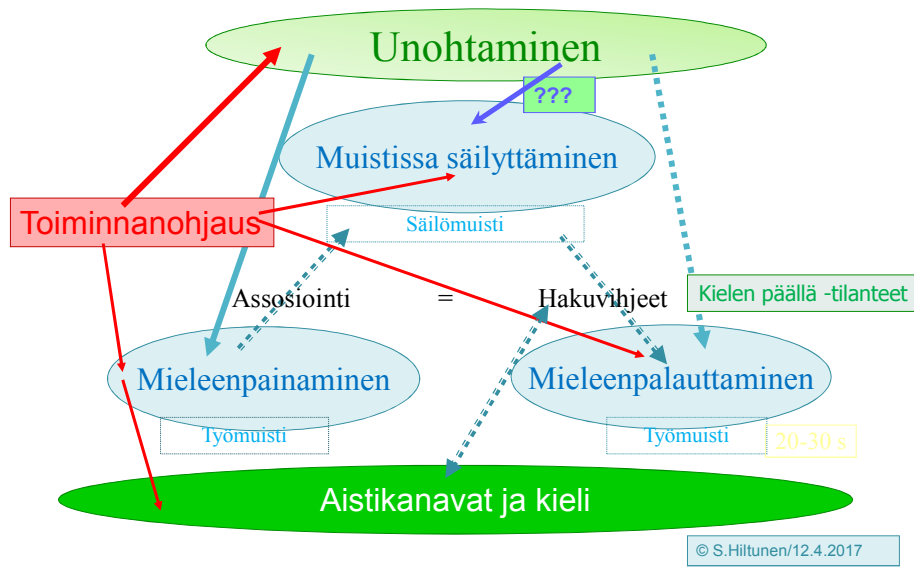 Unohtaminen
???
Muistissa säilyttäminen
Toiminnanohjaus
Säilömuisti
Kielen päällä -tilanteet
Assosiointi = Hakuvihjeet
Mieleenpainaminen
Mieleenpalauttaminen
Työmuisti
Työmuisti
20-30 s
Aistikanavat ja kieli
© S.Hiltunen/12.4.2017